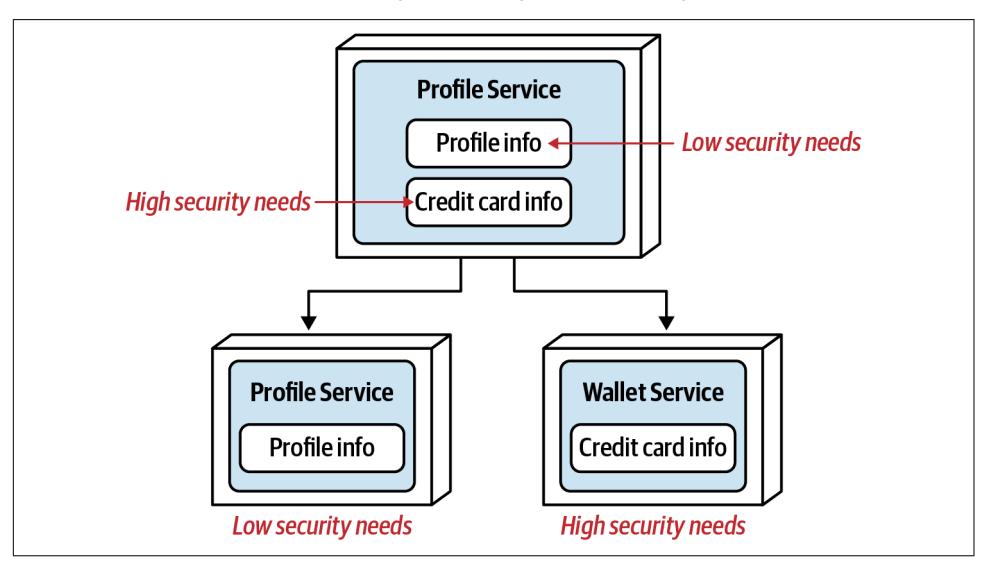 Profile Service
Profile info
Low security needs
High security needs
Credit card info
Profile Service
Profile info
Low security needs
Wallet Service
Credit card info
High security needs